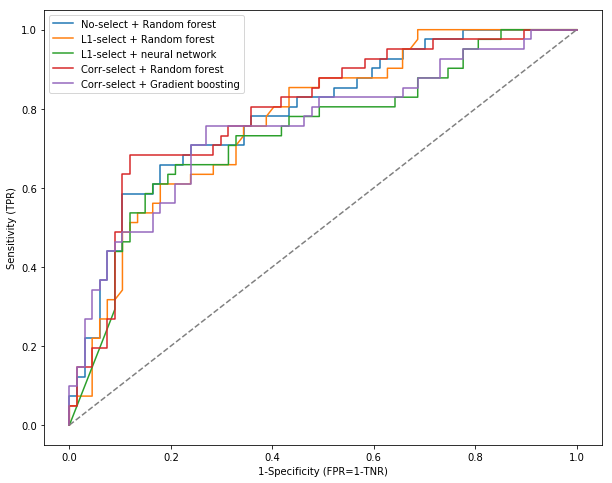 No-select + Random forest
L1-select + Random forest
L1-select + neural network
Corr-select + Random forest
Corr-select + Gradient boosting
Sensitivity (TPR)
1.0
0.8
0.6
0.4
0.2
0.0
0.0 0.2 0.4 0.6 0.8 1.0
1-Specificity (FPR=1-TNR)